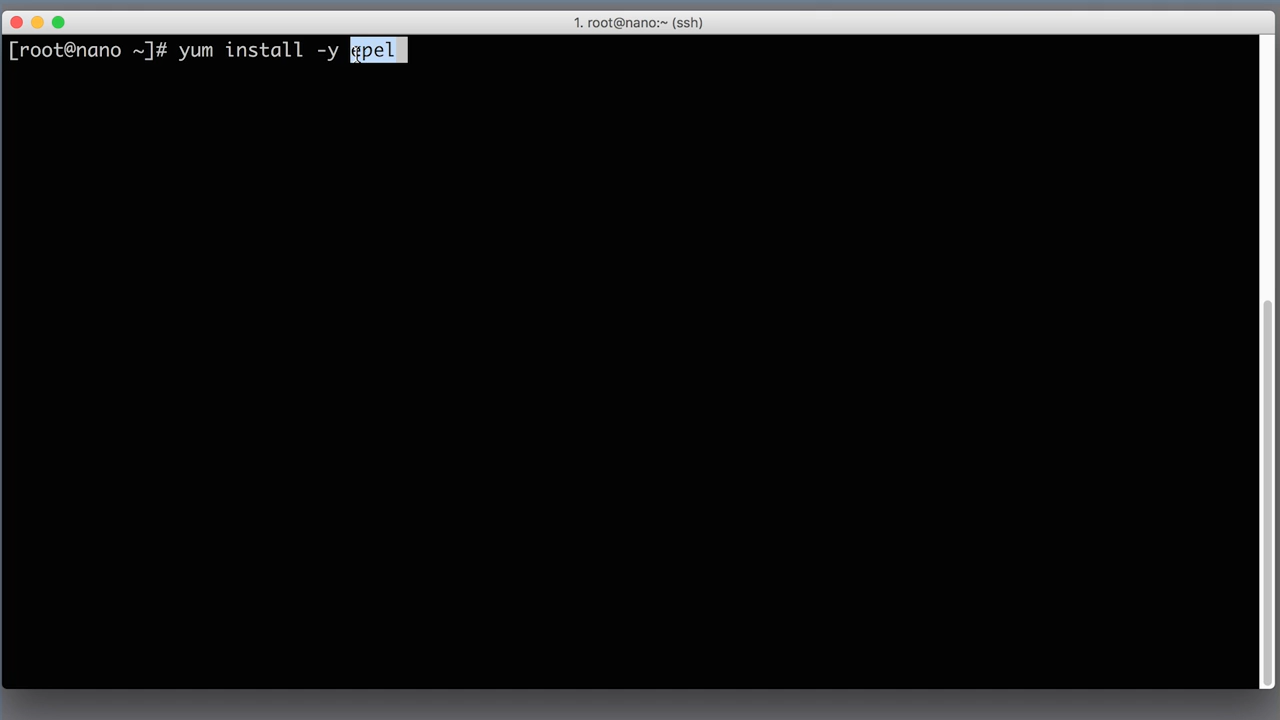 1. root@nano:~ (ssh)
[root@nano ~]# yum install -y epel